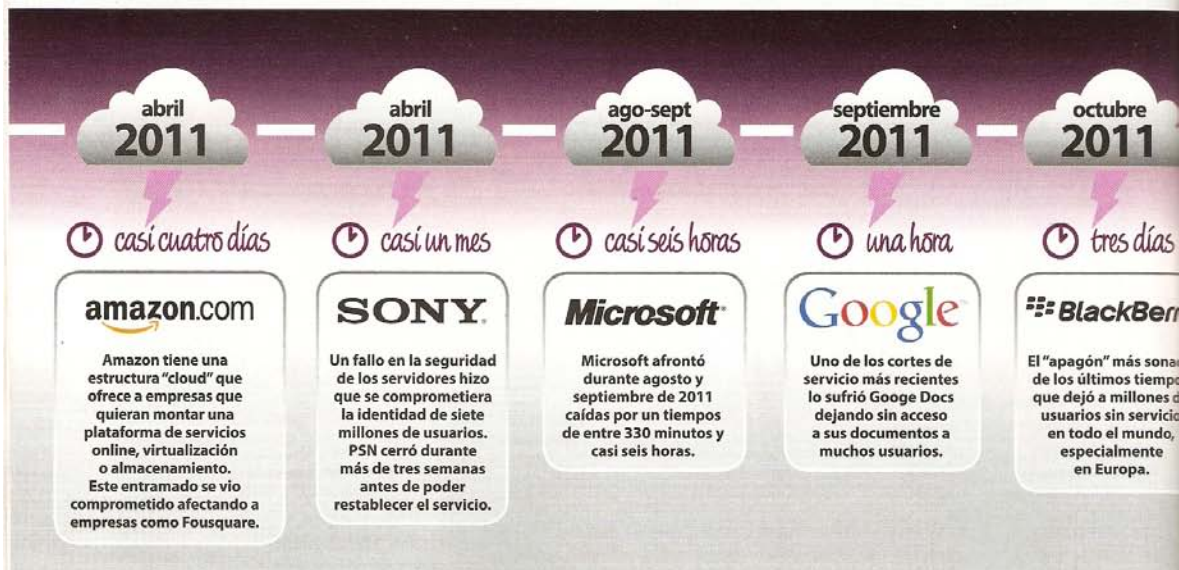 abril
2011
casi cuatro días
amazon.com
Amazon tiene una
estructura "cloud" que
ofrece a empresas que
quieran montar una
plataforma de servicios
online, virtualización
o almacenamiento.
Este entramado se vio
comprometido afectando a
empresas como Fousquare.
abril
2011
casi un mes
SONY
Un fallo en la seguridad
de los servidores hizo
que se comprometiera
la identidad de siete
millones de usuarios.
PSN cerró durante
más de tres semanas
antes de poder
restablecer el servicio.
ago-sept
2011
casi seis horas
Microsoft
Microsoft afrontó
durante agosto y
septiembre de 2011
caídas por un tiempos
de entre 330 minutos y
casi seis horas.
septiembre
2011
una hora
Google
Uno de los cortes de
servicio más recientes
lo sufrió Googe Docs
dejando sin acceso
a sus documentos a
muchos usuarios.
octubre
2011
tres días
El "apagón" más
de los últimos
que dejó a millones
usuarios sin
en todo el mundo,
especialmente
en Europa.